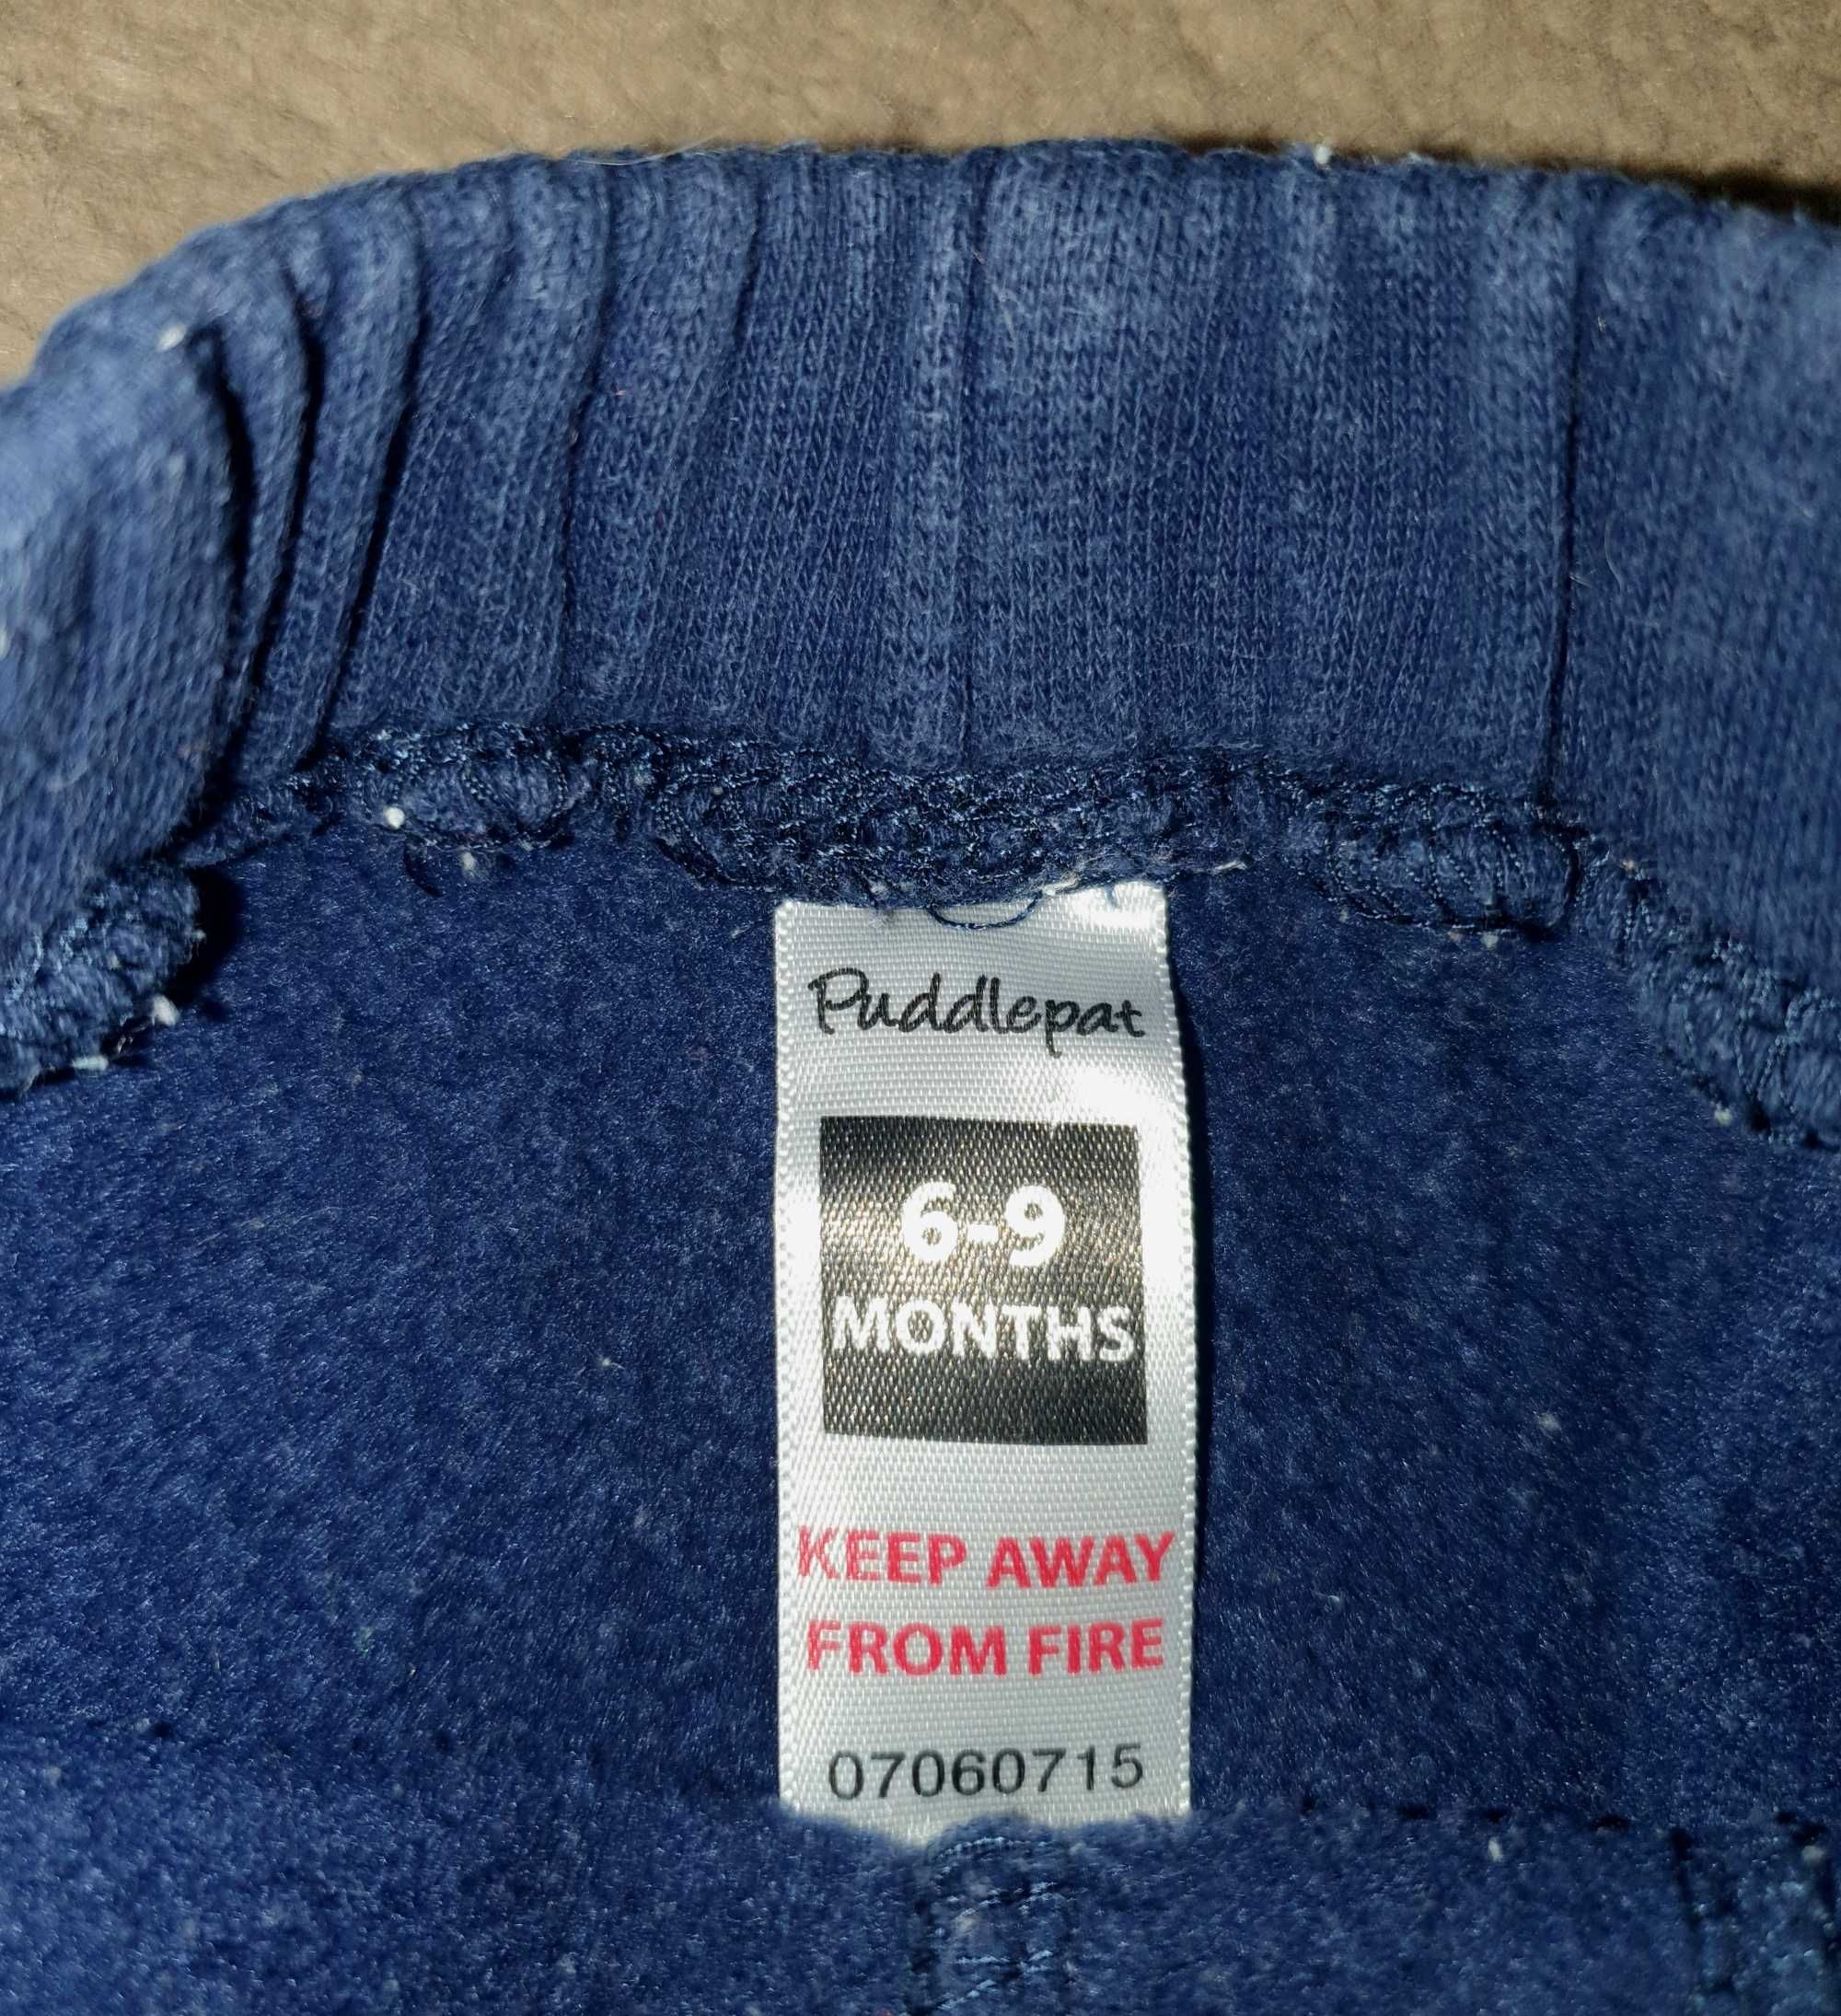 Puddlepat
6-9
MONTHS
KEEP AWAY
FROM FIRE
07060715